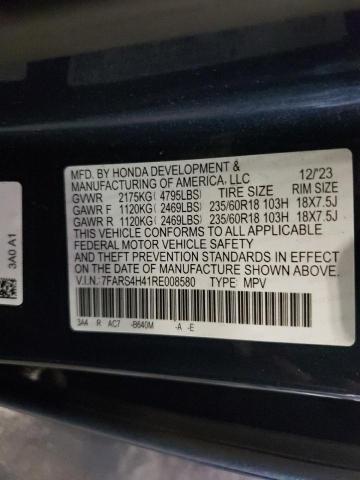 MFD. BY HONDA DEVELOPMENT &
MANUFACTURING OF AMERICA, LLC 12/'23
GVWR 2175KG (4795LBS) TIRE SIZE RIM SIZE
GAWR F 1120KG (2469LBS) 235/60R18 103H 18X7.5J
GAWR R 1120KG (2469LBS) 235/60R18 103H 18X7.5J
THIS VEHICLE CONFORMS TO ALL APPLICABLE
FEDERAL MOTOR VEHICLE SAFETY
AND THEFT PREVENTION STANDARDS IN EFFECT
ON THE DATE OF MANUFACTURE SHOWN ABOVE.
V.I.N.: 7FARS4H41RE008580 TYPE MPV
3A4 R AC7 -B640M -A -E
3A0 A1